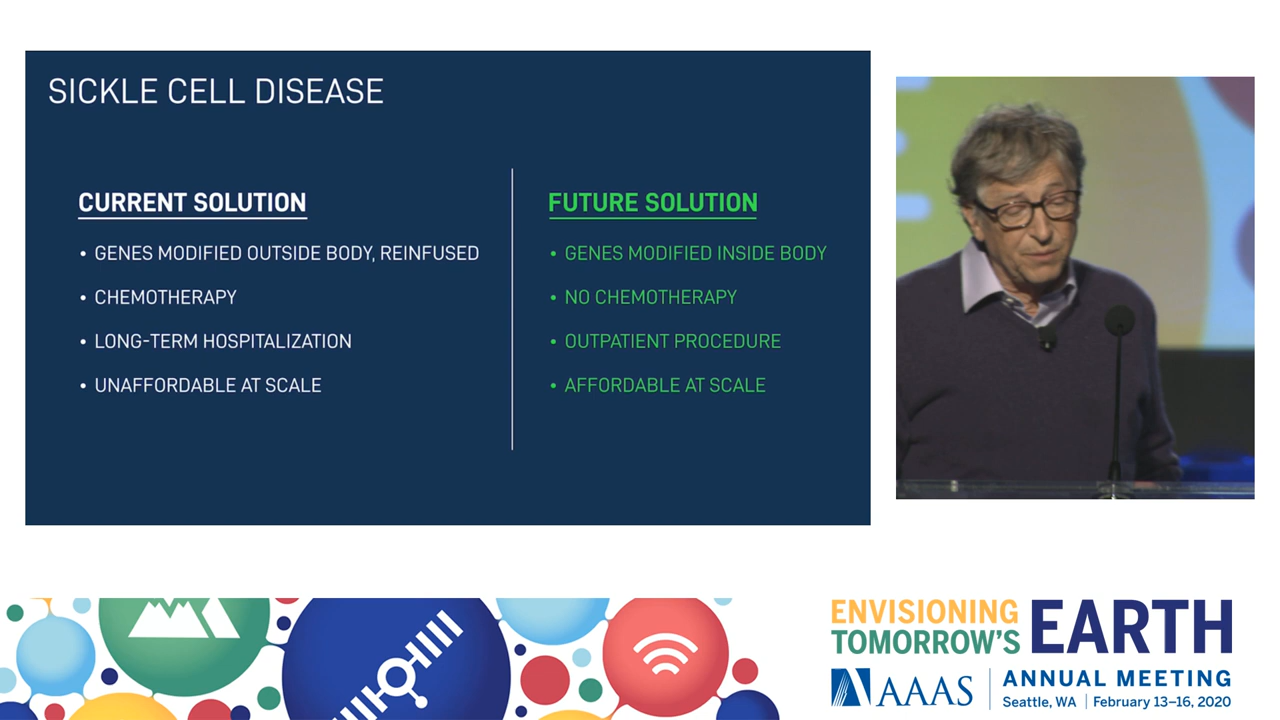 SICKLE CELL DISEASE
CURRENT SOLUTION
• GENES MODIFIED OUTSIDE BODY, REINFUSED
• CHEMOTHERAPY
• LONG-TERM HOSPITALIZATION
• UNAFFORDABLE AT SCALE
FUTURE SOLUTION
• GENES MODIFIED INSIDE BODY
• NO CHEMOTHERAPY
• OUTPATIENT PROCEDURE
• AFFORDABLE AT SCALE
ENVISIONING
TOMORROW'S
EARTH
AAAS
ANNUAL MEETING
Seattle, WA | February 13–16, 2020